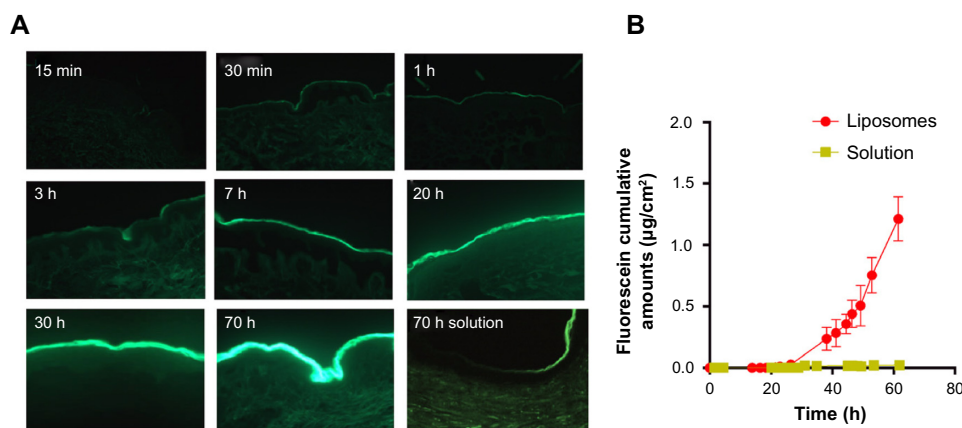 A
15 min
30 min
1 h
3 h
7 h
20 h
30 h
70 h
70 h solution
B
Liposomes
Solution
Fluorescein cumulative
amounts (µg/cm²)
2.0
1.5
1.0
0.5
0.0
0
20
40
60
80
Time (h)